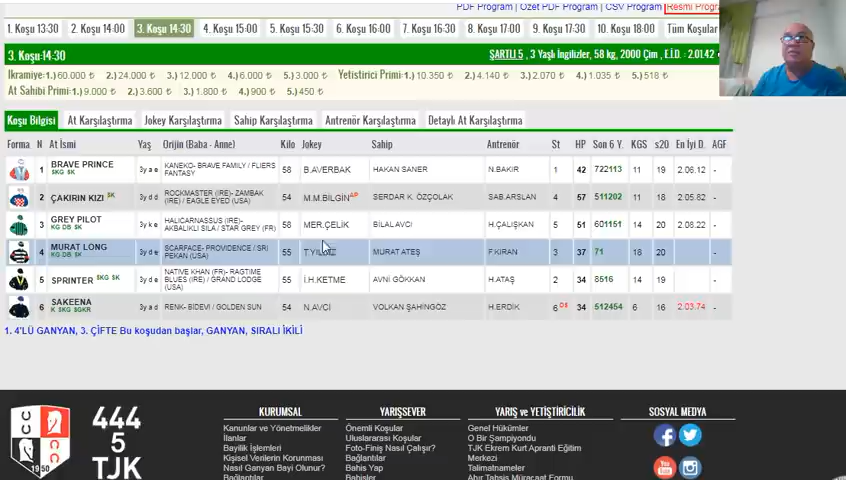 PDF Program | Özet PDF Program | CSV Program | Resmi Progra
1. Koşu 13:30 2. Koşu 14:00 3. Koşu 14:30 4. Koşu 15:00 5. Koşu 15:30 6. Koşu 16:00 7. Koşu 16:30 8. Koşu 17:00 9. Koşu 17:30 10. Koşu 18:00 Tüm Koşular
3. Koşu:14:30 ŞARTLI 5 , 3 Yaşlı İngilizler, 58 kg, 2000 Çim , E.İ.D. : 2.01.42
İkramiye: 1.) 60.000 ₺ 2.) 24.000 ₺ 3.) 12.000 ₺ 4.) 6.000 ₺ 5.) 3.000 ₺ Yetiştirici Primi: 1.) 10.350 ₺ 2.) 4.140 ₺ 3.) 2.070 ₺ 4.) 1.035 ₺ 5.) 518 ₺
At Sahibi Primi: 1.) 9.000 ₺ 2.) 3.600 ₺ 3.) 1.800 ₺ 4.) 900 ₺ 5.) 450 ₺
Koşu Bilgisi At Karşılaştırma Jokey Karşılaştırma Sahip Karşılaştırma Antrenör Karşılaştırma Detaylı At Karşılaştırma
Forma N At İsmi Yaş Orijin (Baba - Anne) Kilo Jokey Sahip Antrenör St HP Son 6 Y. KGS s20 En İyi D. AGF
1 BRAVE PRINCE SKG SK 3y a e KANEKO- BRAVE FAMILY / FLIERS FANTASY 58 B.AVERBAK HAKAN SANER N.BAKIR 1 42 722113 11 19 2.06.12 -
2 ÇAKIRIN KIZI SK 3y d d ROCKMASTER (IRE)- ZAMBAK (IRE) / EAGLE EYED (USA) 54 M.M.BİLGİN AP SERDAR K. ÖZÇOLAK SAB.ARSLAN 4 57 511202 11 18 2.05.82 -
3 GREY PILOT KG DB SK 3y k e HALICARNASSUS (IRE)- AKBALIKLI SILA / STAR GREY (FR) 58 MER.ÇELİK BİLAL AVCI H.ÇALIŞKAN 5 51 601151 14 20 2.08.22 -
4 MURAT LONG KG DB SK 3y d e SCARFACE- PROVIDENCE / SRI PEKAN (USA) 55 MURAT ATEŞ F.KIRAN 3 37 71 18 20 -
5 SPRINTER SKG SK 3y d e NATIVE KHAN (FR)- RAGTIME BLUES (IRE) / GRAND LODGE (USA) 55 İ.H.KETME AVNİ GÖKKAN H.ATAŞ 2 34 8516 14 19 -
6 SAKEENA K SKG SGKR 3y a d RENK- BIDEVI / GOLDEN SUN 54 N.AVCİ VOLKAN ŞAHİNGÖZ H.ERDİK 6 DS 34 512454 6 16 2.03.74 -
1. 4'LÜ GANYAN, 3. ÇİFTE Bu koşudan başlar, GANYAN, SIRALI İKİLİ
444
5
TJK
1950
KURUMSAL YARIŞSEVER YARIŞ ve YETİŞTİRİCİLİK SOSYAL MEDYA
Kanunlar ve Yönetmelikler Önemli Koşular Genel Hükümler
İlanlar Uluslararası Koşular O Bir Şampiyondu
Bayilik İşlemleri Foto-Finiş Nasıl Çalışır? TJK Ekrem Kurt Apranti Eğitim
Kişisel Verilerin Korunması Bağlantılar Merkezi
Nasıl Ganyan Bayi Olunur? Bahis Yap Talimatnameler
Bağlantılar Bahisler Ahır Tahsis Müracaat Formu
You